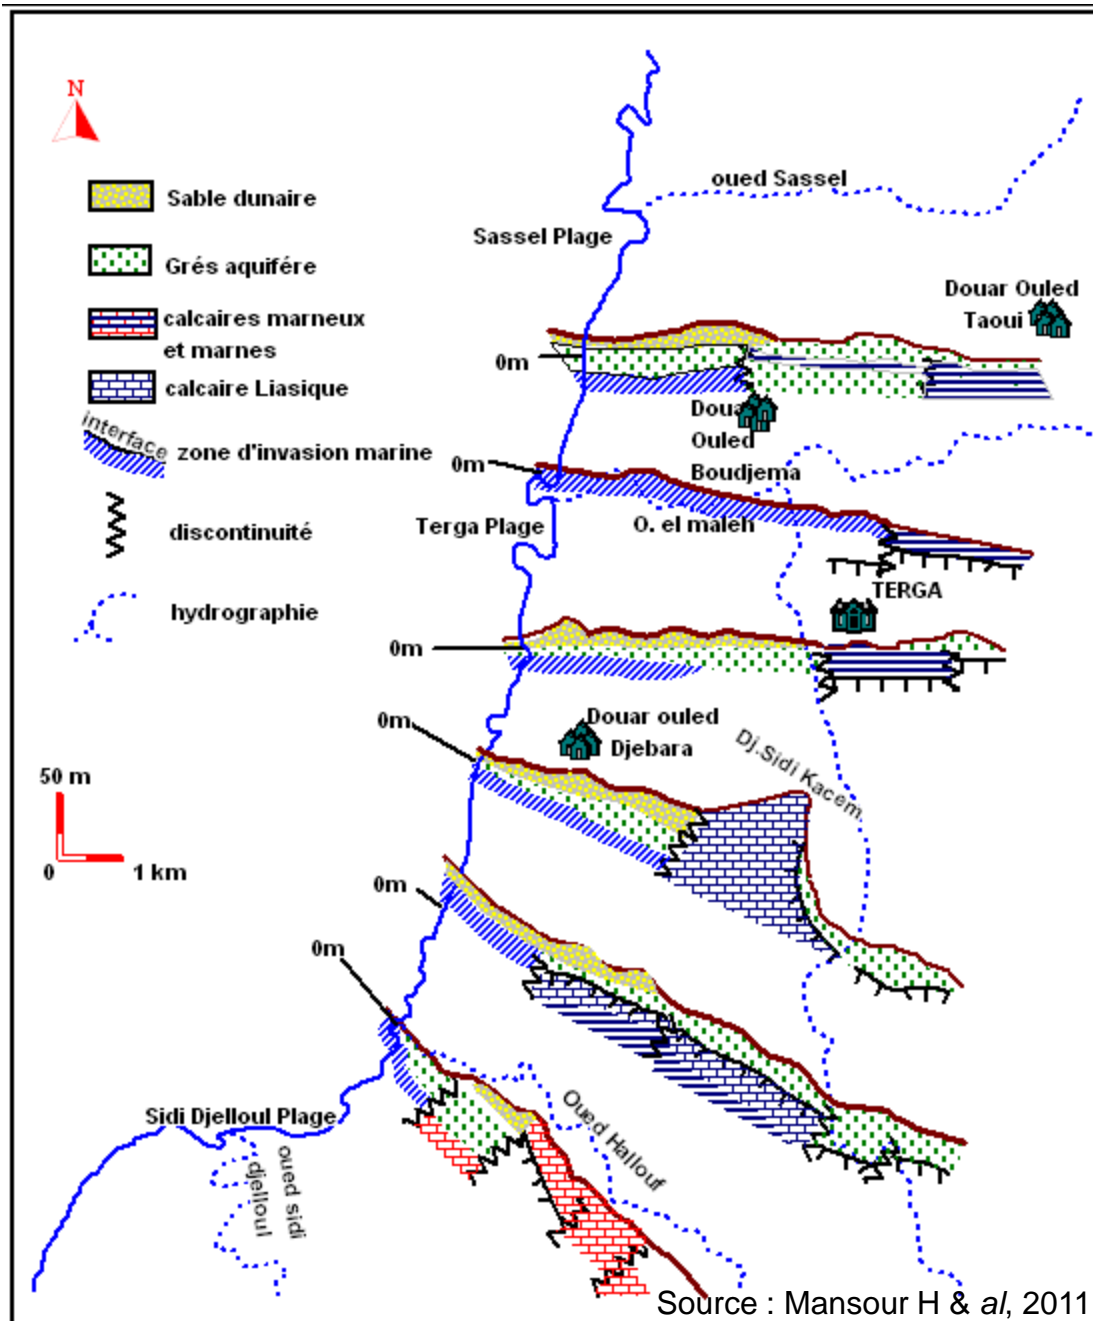 N
Sable dunaire
Grés aquifére
calcaires marneux
et marnes
calcaire Liasique
interface
zone d'invasion marine
discontinuité
hydrographie
50 m
0
1 km
oued Sassel
Sassel Plage
Douar Ouled
Taoui
0m
Doua
Ouled
Boudjema
0m
Terga Plage
O. el maleh
TERGA
0m
0m
Douar ouled
Djebara
Dj.Sidi Kacem
0m
0m
Sidi Djelloul Plage
oued sidi
djelloul
Oued Hallouf
Source : Mansour H & al, 2011